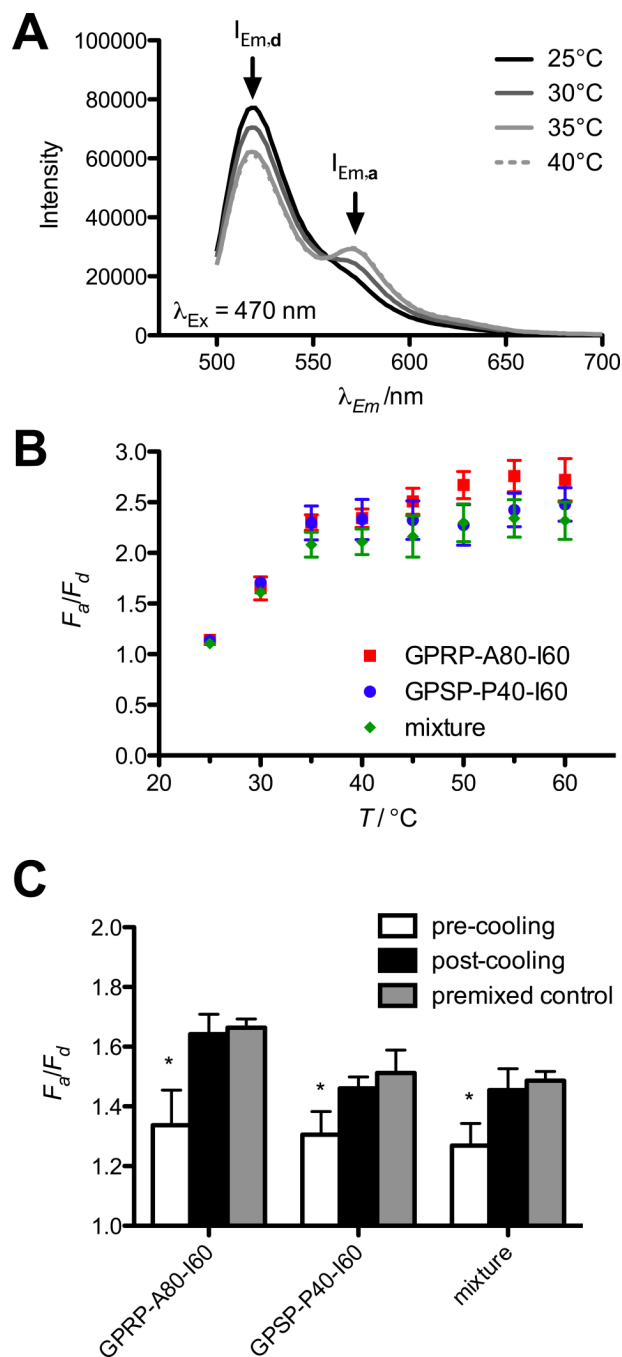 A
I_Em,d
100000
80000
60000
40000
20000
0
Intensity
I_Em,a
25°C
30°C
35°C
40°C
λ_Ex = 470 nm
500
550
600
650
700
λ_Em /nm
B
3.0
2.5
2.0
1.5
1.0
0.5
0.0
F_a/F_d
GPRP-A80-I60
GPSP-P40-I60
mixture
20
30
40
50
60
T / °C
C
2.0
1.8
1.6
1.4
1.2
1.0
F_a/F_d
pre-cooling
post-cooling
premixed control
*
*
*
GPRP-A80-I60
GPSP-P40-I60
mixture